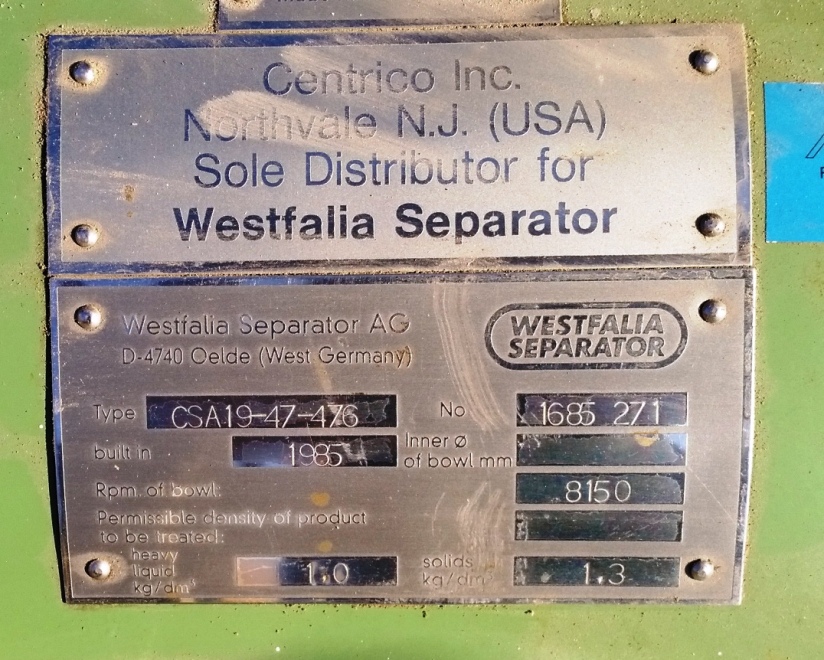 Centrico Inc.
Northvale N.J. (USA)
Sole Distributor for
Westfalia Separator
Westfalia Separator AG
D-4740 Oelde (West Germany)
WESTFALIA
SEPARATOR
Type CSA19-47-476 No 1685 271
built in 1985 Inner Ø
of bowl mm
Rpm. of bowl: 8150
Permissible density of product
to be treated:
heavy
liquid
kg/dm³ 1.0
solids
kg/dm³ 1.3